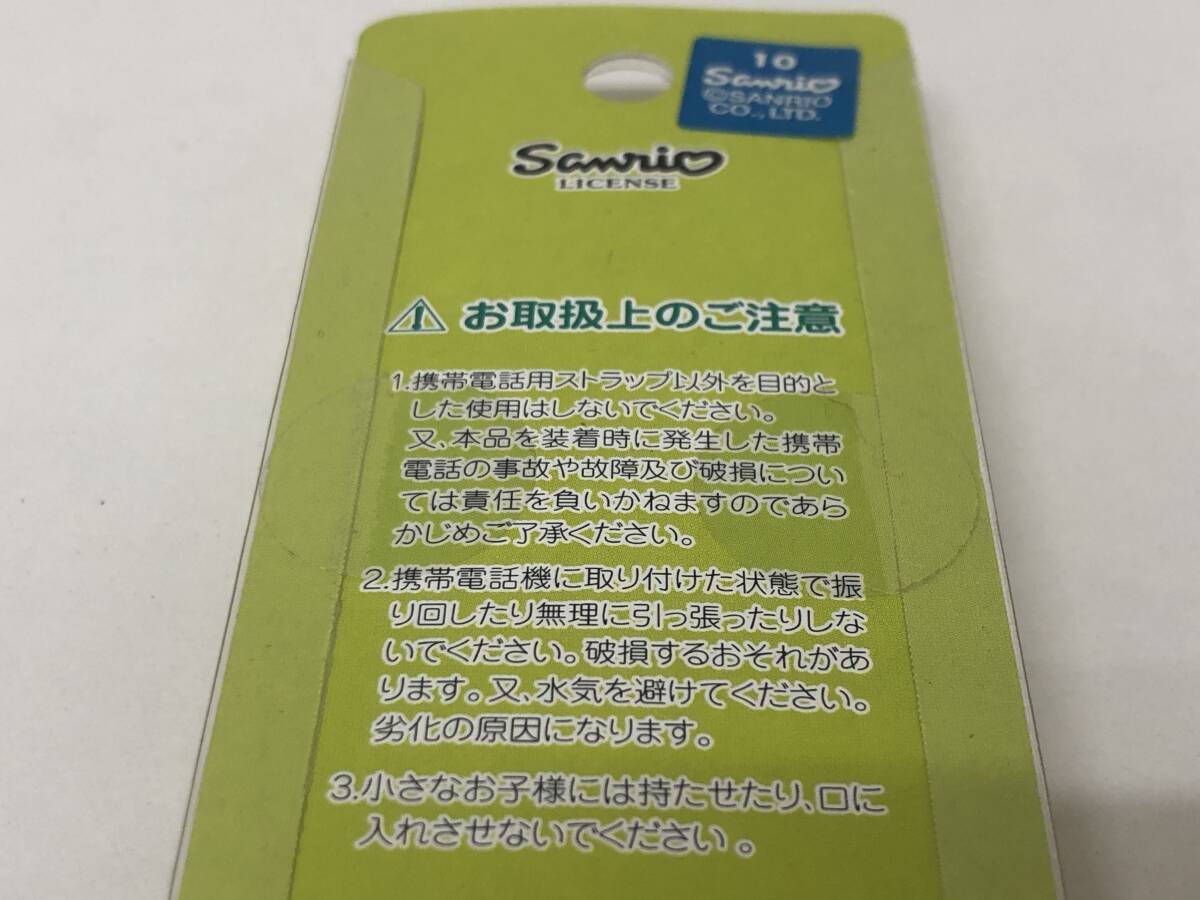 10
Sanrio
©SANRIO
CO., LTD.
Sanrio
LICENSE
お取扱上のご注意
1.携帯電話用ストラップ以外を目的と
した使用はしないでください。
又、本品を装着時に発生した携帯
電話の事故や故障及び破損につい
ては責任を負いかねますのであら
かじめご了承ください。
2.携帯電話機に取り付けた状態で振
り回したり無理に引っ張ったりしな
いでください。破損するおそれがあ
ります。又、水気を避けてください。
劣化の原因になります。
3.小さなお子様には持たせたり、口に
入れさせないでください。